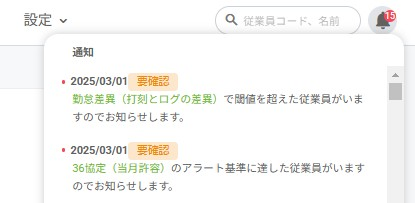 設定
従業員コード、名前
15
通知
2025/03/01 要確認
勤怠差異（打刻とログの差異）で閾値を超えた従業員がいま
すのでお知らせします。
2025/03/01 要確認
36協定（当月許容）のアラート基準に達した従業員がいます
のでお知らせします。